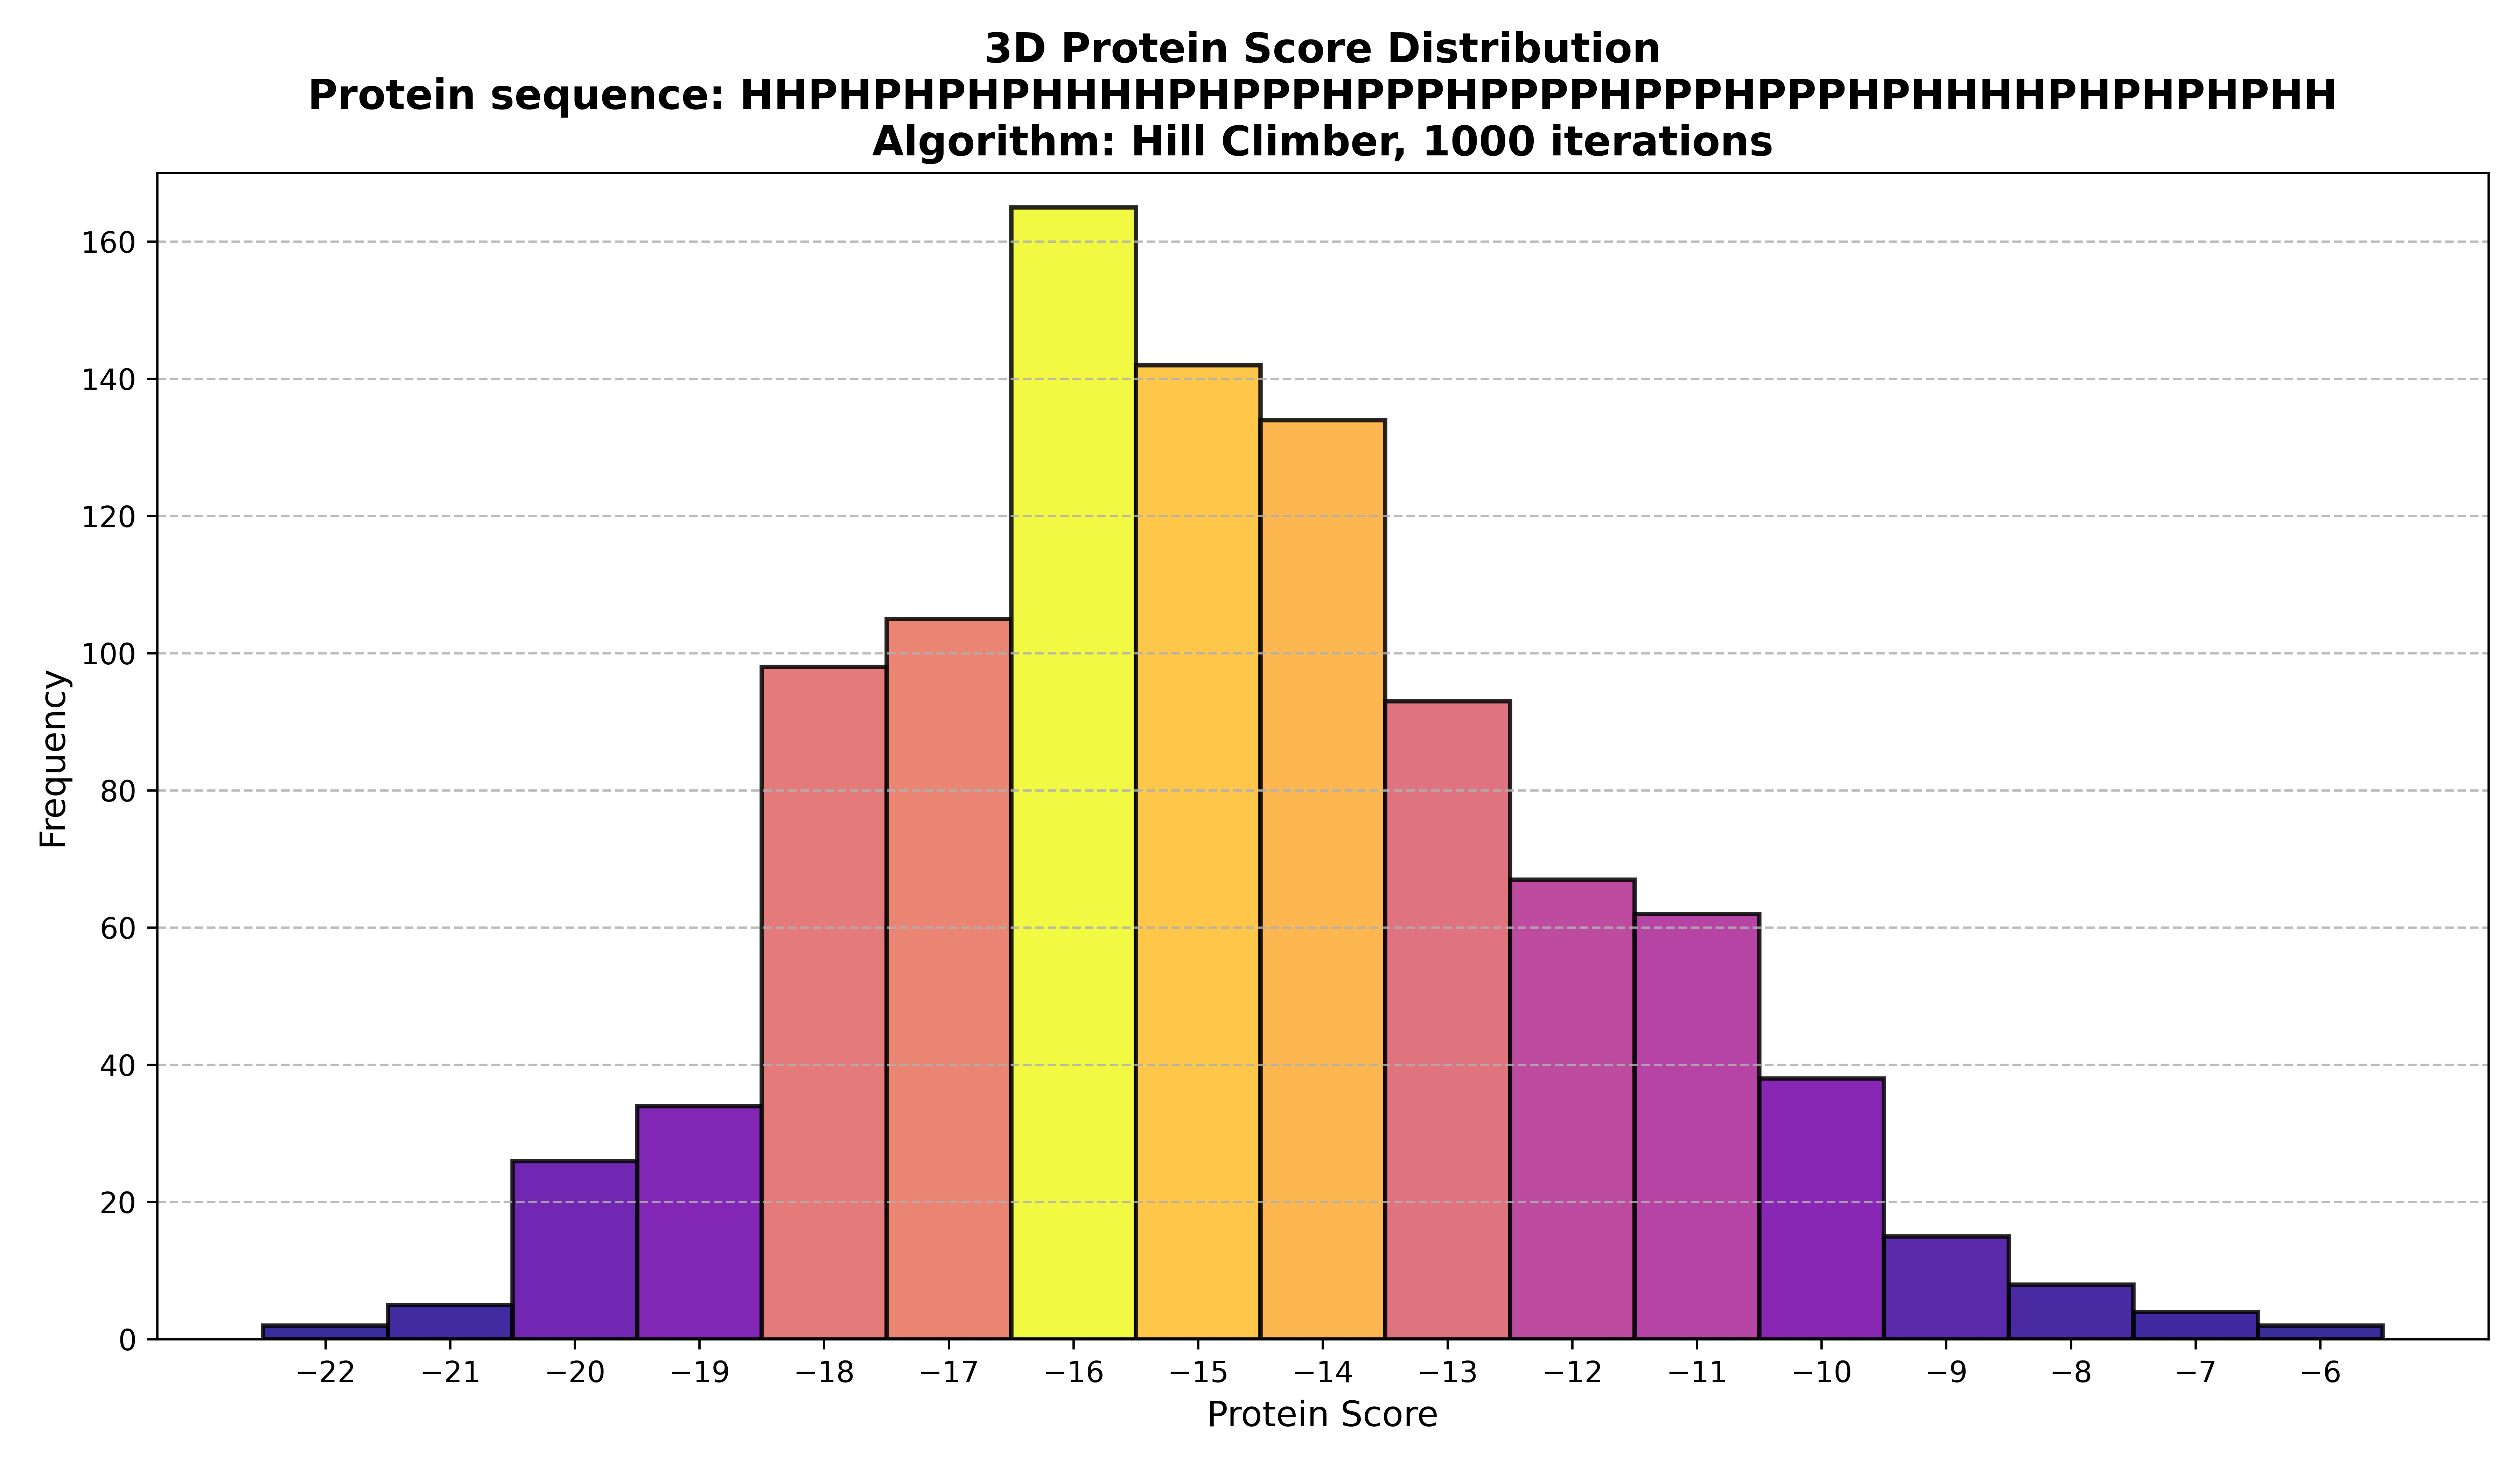 3D Protein Score Distribution
Protein sequence: HHPHPHPHPHHHHPHPPPHPPPHPPPPHPPPHPPPHPHHHHPHPHPHPHH
Algorithm: Hill Climber, 1000 iterations
160
140
120
100
80
60
40
20
0
Frequency
−22 −21 −20 −19 −18 −17 −16 −15 −14 −13 −12 −11 −10 −9 −8 −7 −6
Protein Score